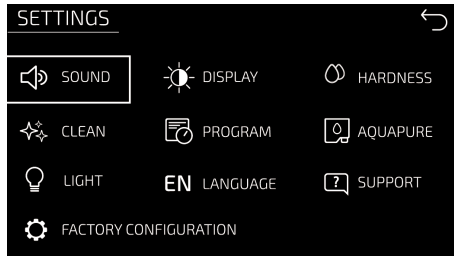 SETTINGS
SOUND DISPLAY HARDNESS
CLEAN PROGRAM AQUAPURE
LIGHT EN LANGUAGE ? SUPPORT
FACTORY CONFIGURATION